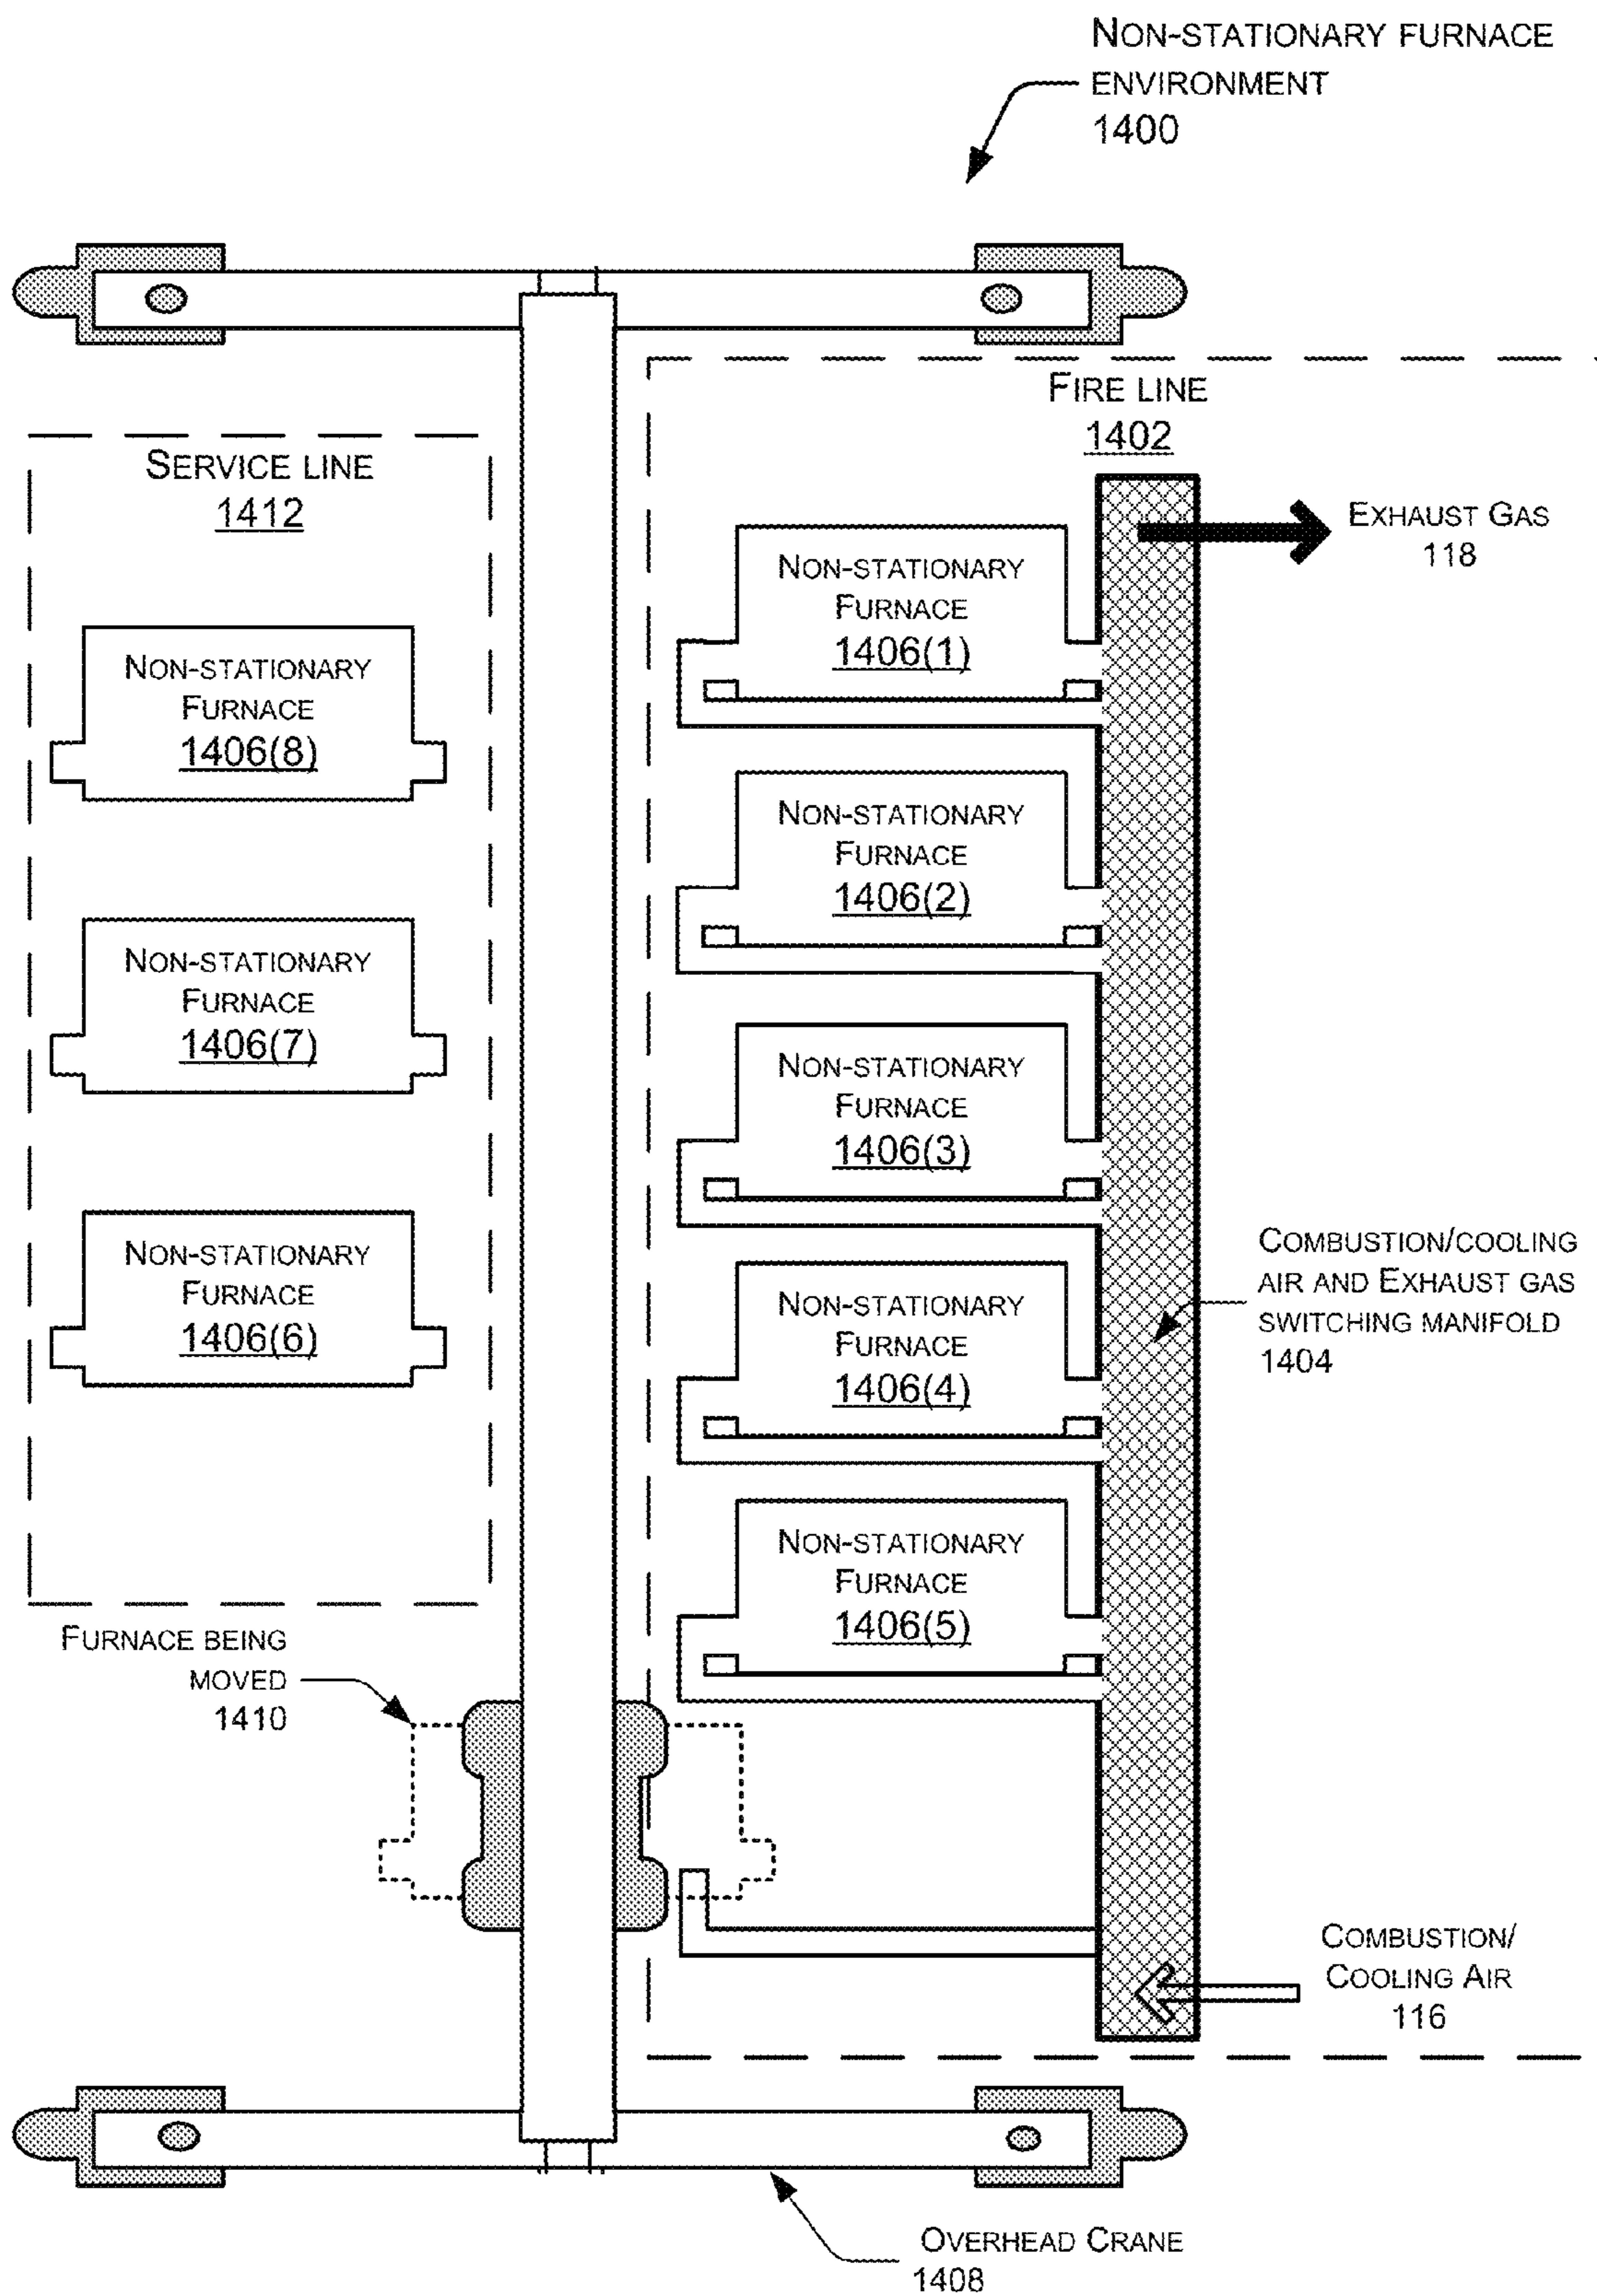 NON-STATIONARY FURNACE
ENVIRONMENT
1400
FIRE LINE
1402
SERVICE LINE
1412
EXHAUST GAS
118
NON-STATIONARY
FURNACE
1406(1)
NON-STATIONARY
FURNACE
1406(8)
NON-STATIONARY
FURNACE
1406(2)
NON-STATIONARY
FURNACE
1406(7)
NON-STATIONARY
FURNACE
1406(3)
NON-STATIONARY
FURNACE
1406(6)
COMBUSTION/COOLING
AIR AND EXHAUST GAS
SWITCHING MANIFOLD
1404
NON-STATIONARY
FURNACE
1406(4)
NON-STATIONARY
FURNACE
1406(5)
FURNACE BEING
MOVED
1410
COMBUSTION/
COOLING AIR
116
OVERHEAD CRANE
1408